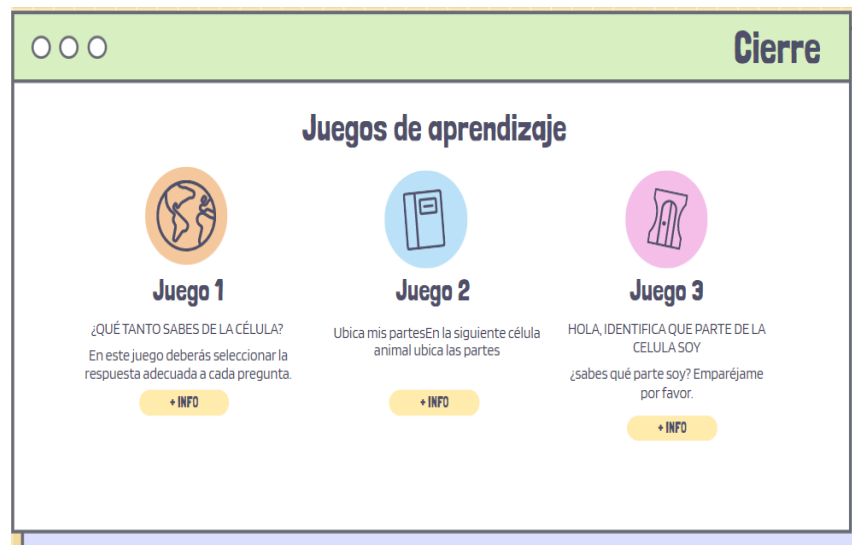 Cierre
Juegos de aprendizaje
Juego 1
¿QUÉ TANTO SABES DE LA CÉLULA?
En este juego deberás seleccionar la
respuesta adecuada a cada pregunta.
+ INFO
Juego 2
Ubica mis partesEn la siguiente célula
animal ubica las partes
+ INFO
Juego 3
HOLA, IDENTIFICA QUE PARTE DE LA
CELULA SOY
¿sabes qué parte soy? Emparéjame
por favor.
+ INFO